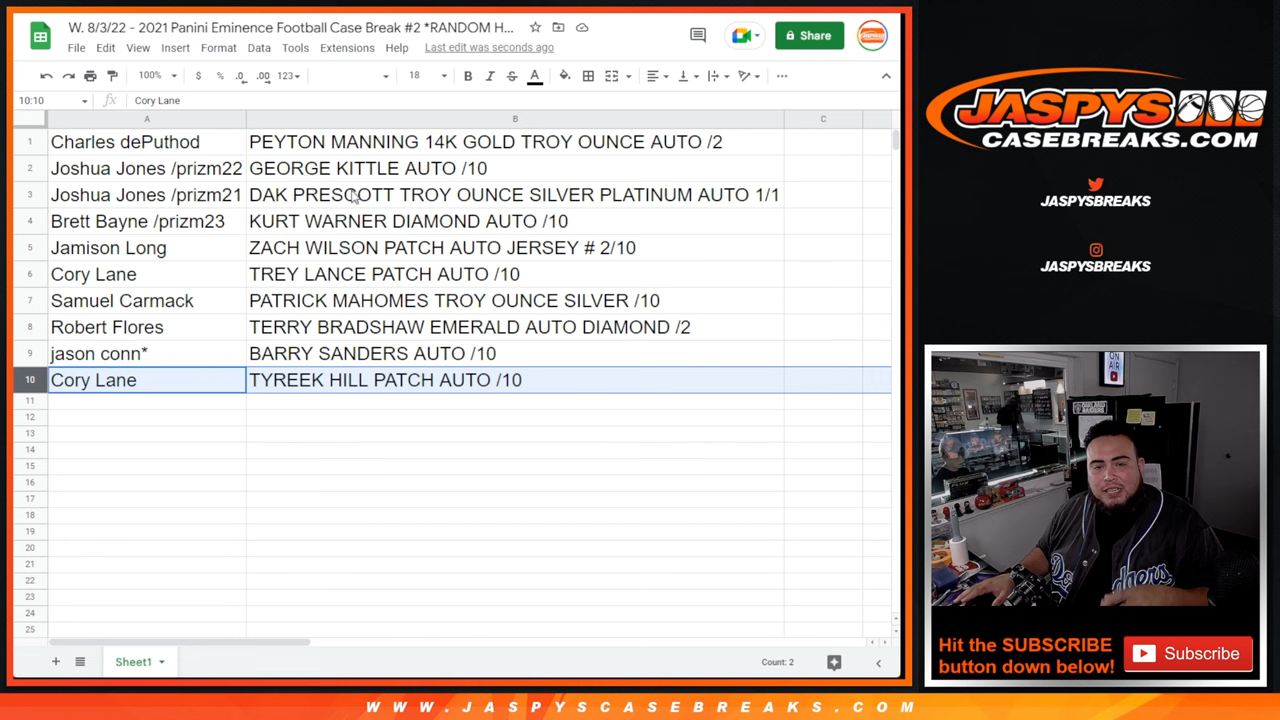 W. 8/3/22 - 2021 Panini Eminence Football Case Break #2 *RANDOM H...
File Edit View Insert Format Data Tools Extensions Help Last edit was seconds ago
Share
100% $ % .0 .00 123 18 B I S A
10:10 fx Cory Lane
A B C
1 Charles dePuthod PEYTON MANNING 14K GOLD TROY OUNCE AUTO /2
2 Joshua Jones /prizm22 GEORGE KITTLE AUTO /10
3 Joshua Jones /prizm21 DAK PRESCOTT TROY OUNCE SILVER PLATINUM AUTO 1/1
4 Brett Bayne /prizm23 KURT WARNER DIAMOND AUTO /10
5 Jamison Long ZACH WILSON PATCH AUTO JERSEY # 2/10
6 Cory Lane TREY LANCE PATCH AUTO /10
7 Samuel Carmack PATRICK MAHOMES TROY OUNCE SILVER /10
8 Robert Flores TERRY BRADSHAW EMERALD AUTO DIAMOND /2
9 jason conn* BARRY SANDERS AUTO /10
10 Cory Lane TYREEK HILL PATCH AUTO /10
11
12
13
14
15
16
17
18
19
20
21
22
23
24
25
Sheet1
Count: 2
JASPYS
CASEBREAKS.COM
JASPYSBREAKS
JASPYSBREAKS
ON AIR
OAKLAND RAIDERS
Dodgers
Hit the SUBSCRIBE
button down below!
Subscribe
WWW.JASPYSCASEBREAKS.COM